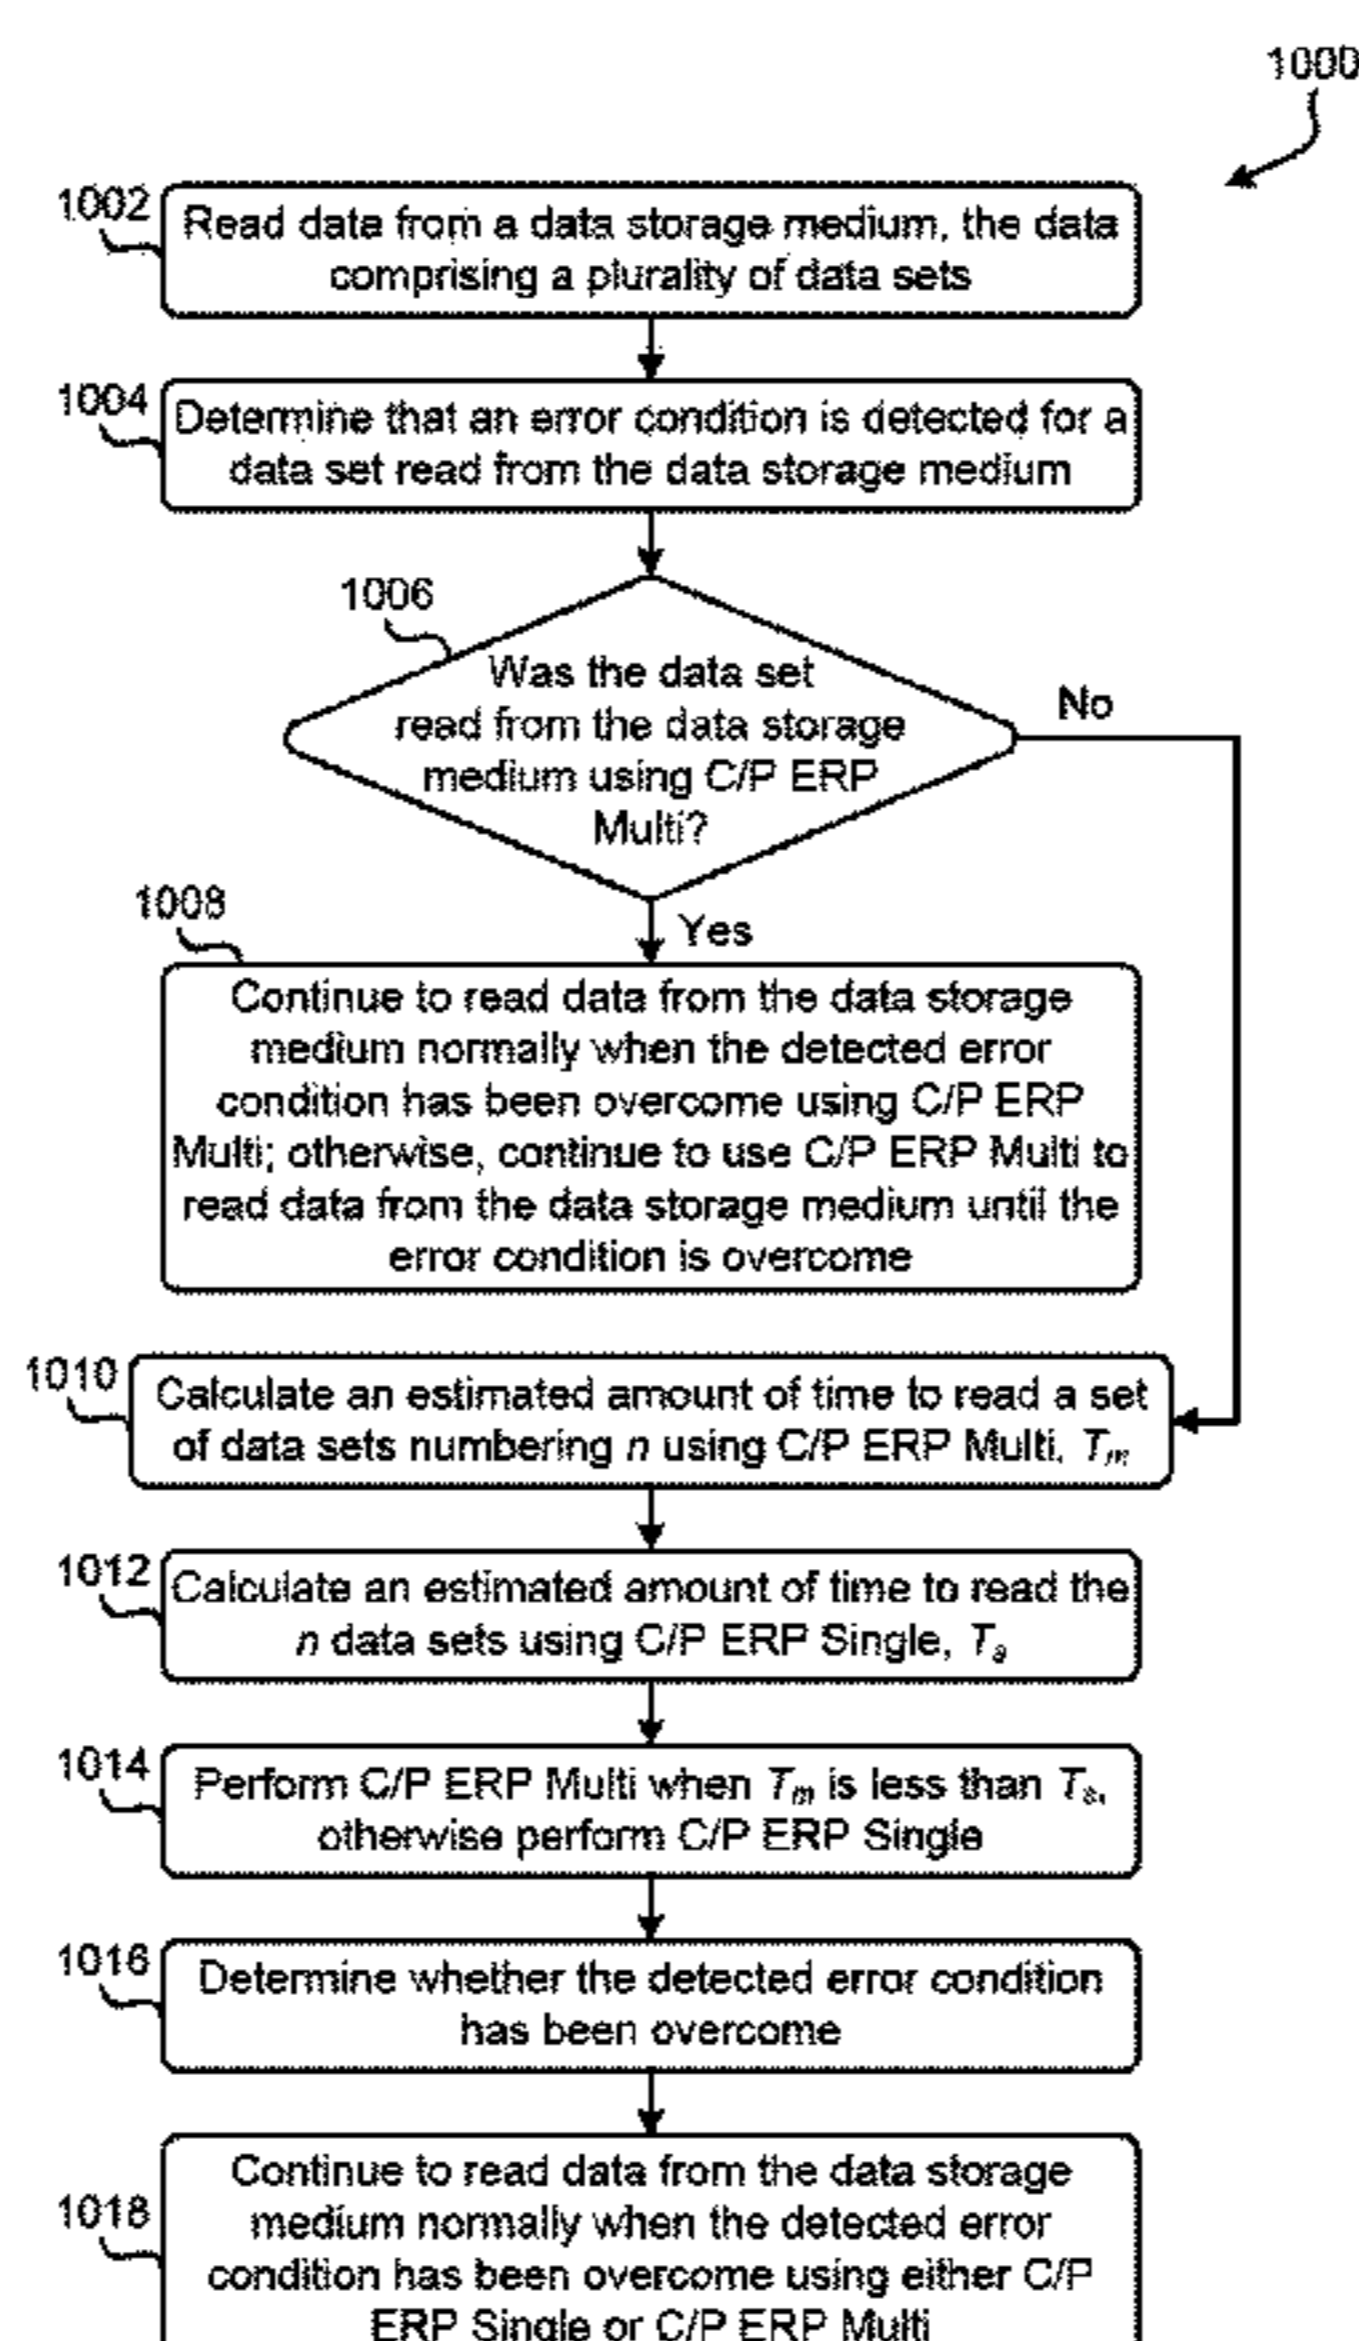 1000
1002
Read data from a data storage medium, the data
comprising a plurality of data sets
1004
Determine that an error condition is detected for a
data set read from the data storage medium
1006
Was the data set
read from the data storage
medium using C/P ERP
Multi?
No
Yes
1008
Continue to read data from the data storage
medium normally when the detected error
condition has been overcome using C/P ERP
Multi; otherwise, continue to use C/P ERP Multi to
read data from the data storage medium until the
error condition is overcome
1010
Calculate an estimated amount of time to read a set
of data sets numbering n using C/P ERP Multi, Tm
1012
Calculate an estimated amount of time to read the
n data sets using C/P ERP Single, Ts
1014
Perform C/P ERP Multi when Tm is less than Ts,
otherwise perform C/P ERP Single
1016
Determine whether the detected error condition
has been overcome
1018
Continue to read data from the data storage
medium normally when the detected error
condition has been overcome using either C/P
ERP Single or C/P ERP Multi